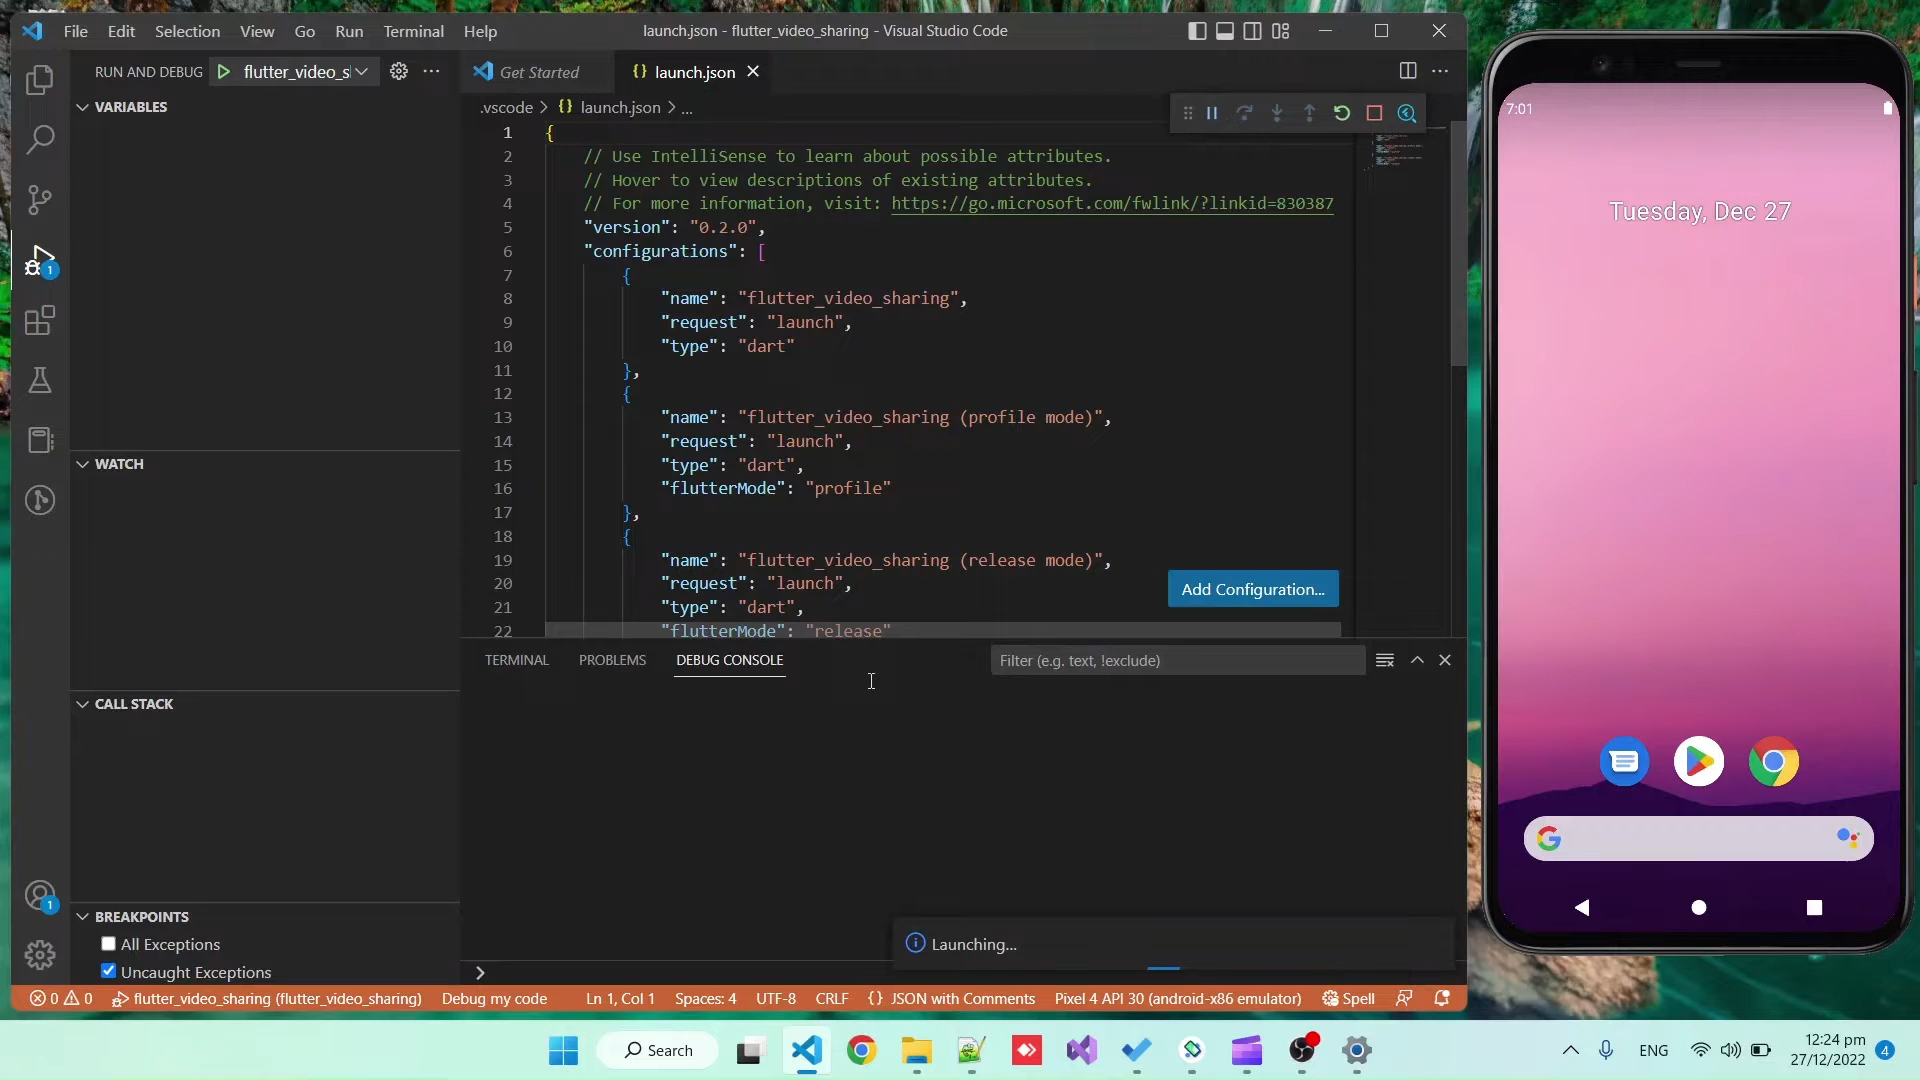 File Edit Selection View Go Run Terminal Help
launch.json - flutter_video_sharing - Visual Studio Code
RUN AND DEBUG
flutter_video_s
VARIABLES
WATCH
CALL STACK
BREAKPOINTS
All Exceptions
Uncaught Exceptions
1
1
Get Started
launch.json
.vscode > {} launch.json > ...
1 {
2 // Use IntelliSense to learn about possible attributes.
3 // Hover to view descriptions of existing attributes.
4 // For more information, visit: https://go.microsoft.com/fwlink/?linkid=830387
5 "version": "0.2.0",
6 "configurations": [
7 {
8 "name": "flutter_video_sharing",
9 "request": "launch",
10 "type": "dart"
11 },
12 {
13 "name": "flutter_video_sharing (profile mode)",
14 "request": "launch",
15 "type": "dart",
16 "flutterMode": "profile"
17 },
18 {
19 "name": "flutter_video_sharing (release mode)",
20 "request": "launch",
21 "type": "dart",
22 "flutterMode": "release"
Add Configuration...
TERMINAL PROBLEMS DEBUG CONSOLE
Filter (e.g. text, !exclude)
Launching...
0 0 flutter_video_sharing (flutter_video_sharing) Debug my code Ln 1, Col 1 Spaces: 4 UTF-8 CRLF {} JSON with Comments Pixel 4 API 30 (android-x86 emulator) Spell
7:01
Tuesday, Dec 27
Search
ENG
12:24 pm
27/12/2022
4